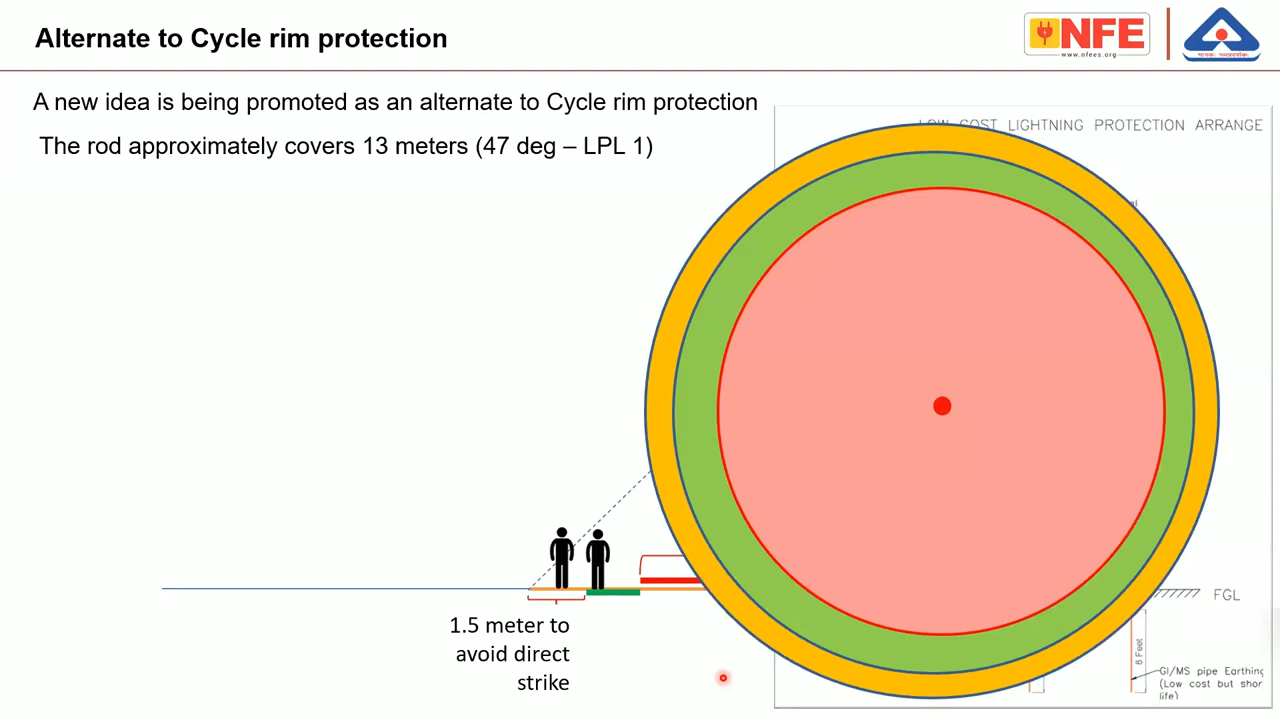 Alternate to Cycle rim protection
NFE
www.nfees.org
A new idea is being promoted as an alternate to Cycle rim protection
The rod approximately covers 13 meters (47 deg – LPL 1)
LOW COST LIGHTNING PROTECTION ARRANGE
FGL
1.5 meter to
avoid direct
strike
8 Feet
GI/MS pipe Earthing
(Low cost but shor
life)